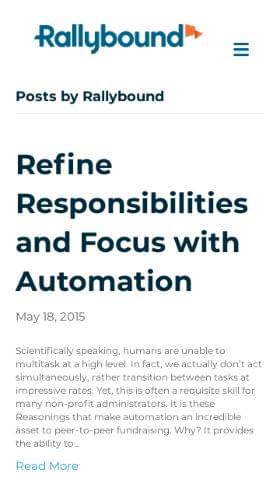 Rallybound
Posts by Rallybound
Refine
Responsibilities
and Focus with
Automation
May 18, 2015
Scientifically speaking, humans are unable to
multitask at a high level. In fact, we actually don’t act
simultaneously, rather transition between tasks at
impressive rates. Yet, this is often a requisite skill for
many non-profit administrators. It is these
Reasonings that make automation an incredible
asset to peer-to-peer fundraising. Why? It provides
the ability to…
Read More